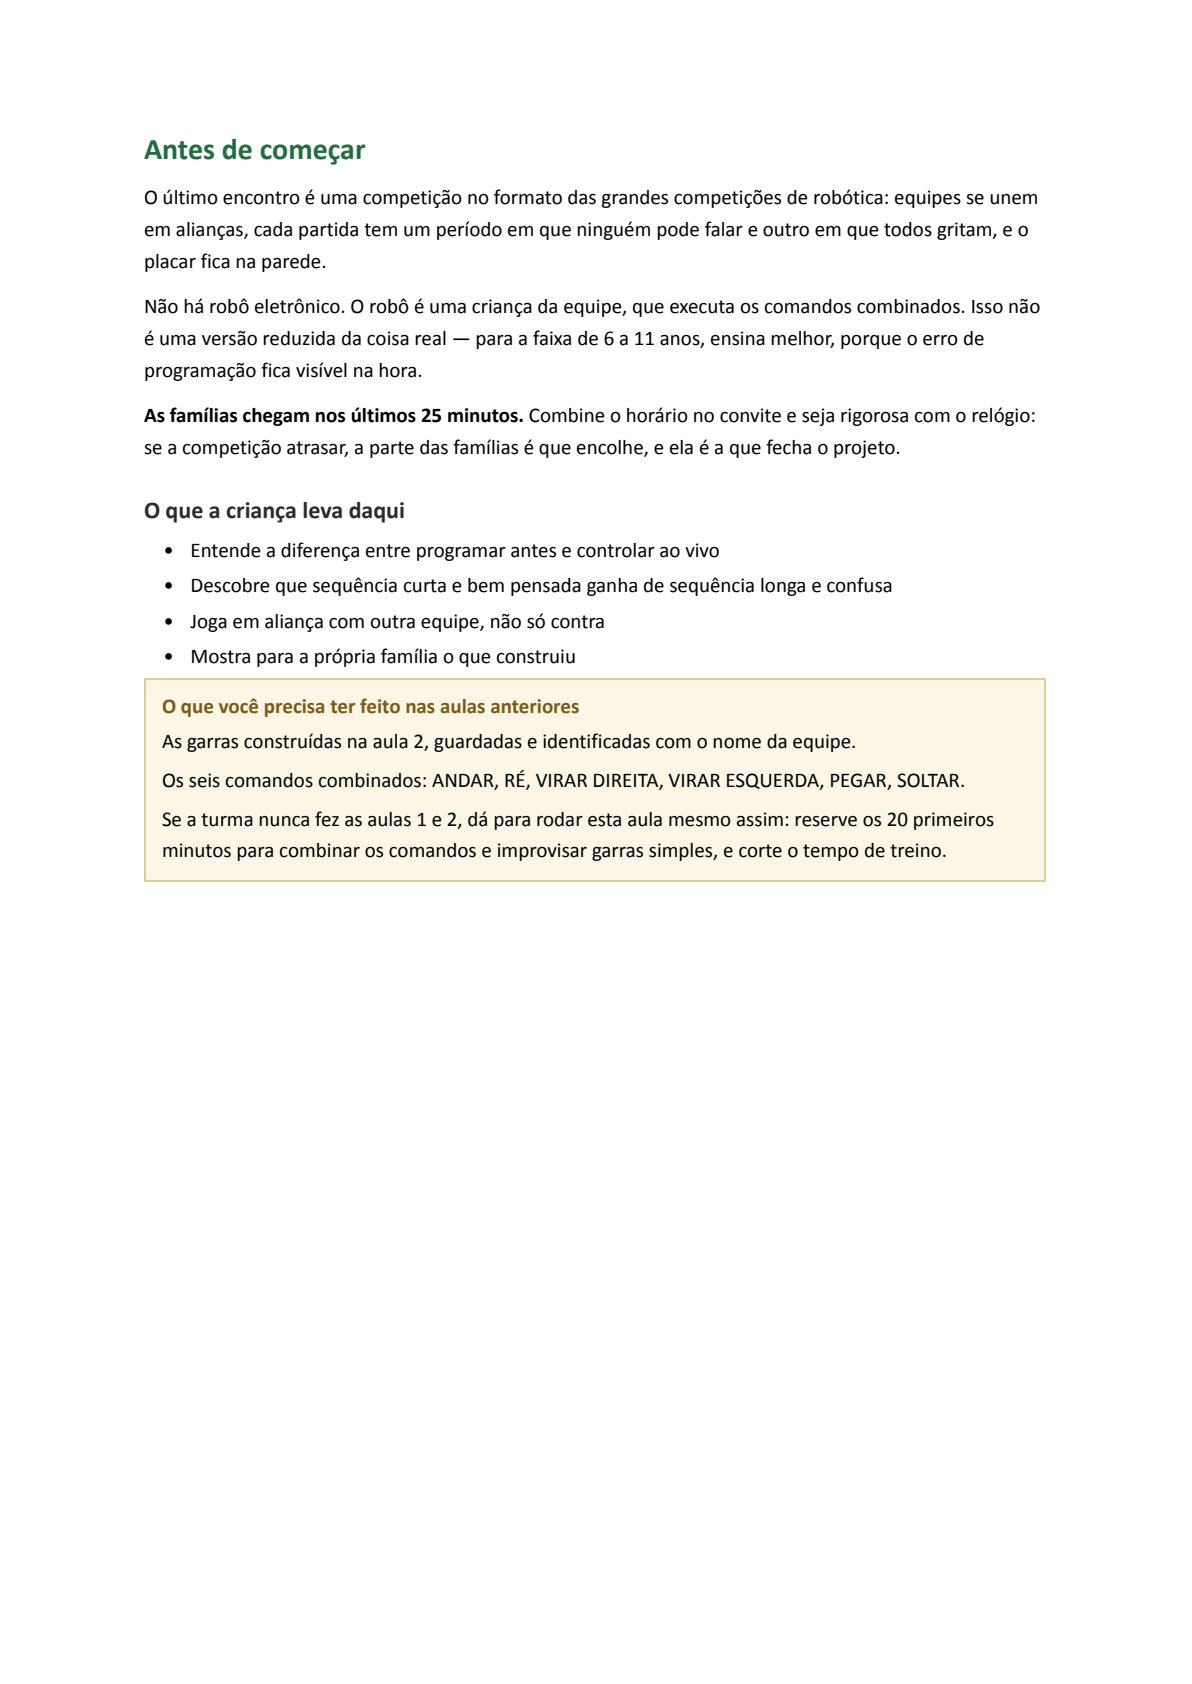 Antes de começar
O último encontro é uma competição no formato das grandes competições de robótica: equipes se unem
em alianças, cada partida tem um período em que ninguém pode falar e outro em que todos gritam, e o
placar fica na parede.
Não há robô eletrônico. O robô é uma criança da equipe, que executa os comandos combinados. Isso não
é uma versão reduzida da coisa real — para a faixa de 6 a 11 anos, ensina melhor, porque o erro de
programação fica visível na hora.
As famílias chegam nos últimos 25 minutos. Combine o horário no convite e seja rigorosa com o relógio:
se a competição atrasar, a parte das famílias é que encolhe, e ela é a que fecha o projeto.
O que a criança leva daqui
• Entende a diferença entre programar antes e controlar ao vivo
• Descobre que sequência curta e bem pensada ganha de sequência longa e confusa
• Joga em aliança com outra equipe, não só contra
• Mostra para a própria família o que construiu
O que você precisa ter feito nas aulas anteriores
As garras construídas na aula 2, guardadas e identificadas com o nome da equipe.
Os seis comandos combinados: ANDAR, RÉ, VIRAR DIREITA, VIRAR ESQUERDA, PEGAR, SOLTAR.
Se a turma nunca fez as aulas 1 e 2, dá para rodar esta aula mesmo assim: reserve os 20 primeiros
minutos para combinar os comandos e improvisar garras simples, e corte o tempo de treino.